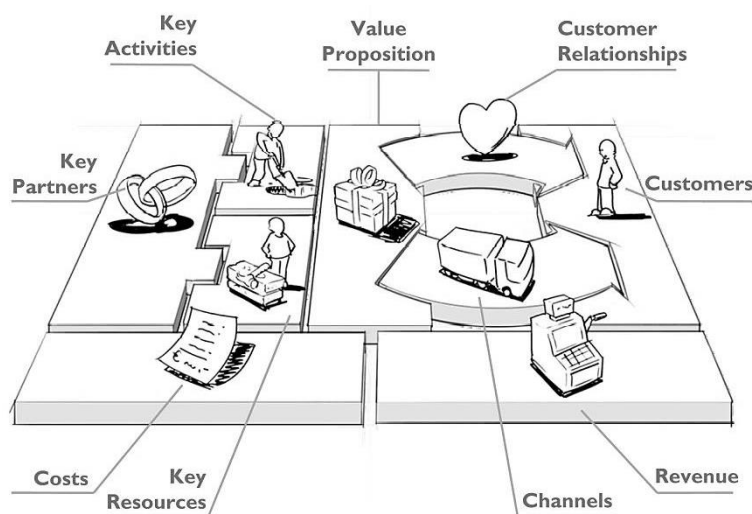 Key
Activities
Value
Proposition
Customer
Relationships
Key
Partners
Customers
Costs
Key
Resources
Channels
Revenue